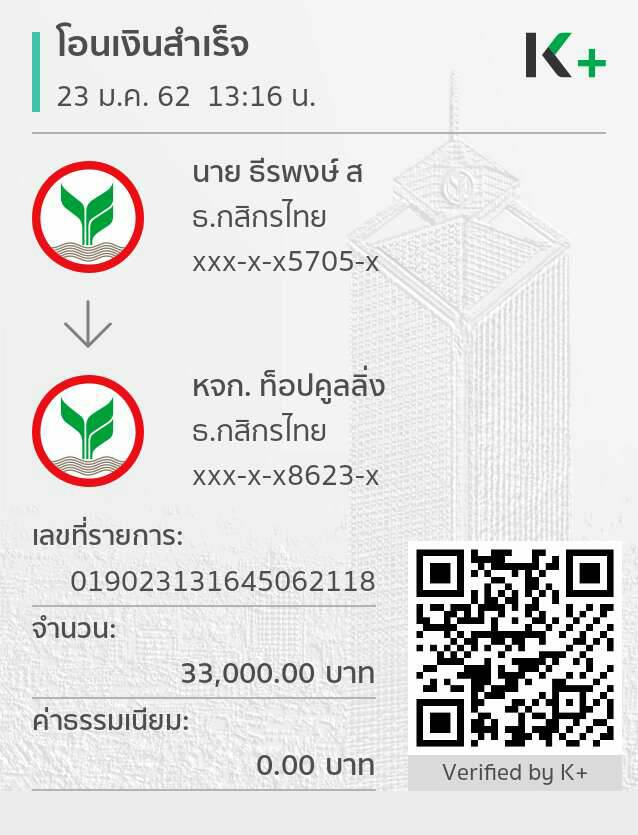 โอนเงินสำเร็จ
23 ม.ค. 62  13:16 น.
K+
นาย ธีรพงษ์ ส
ธ.กสิกรไทย
xxx-x-x5705-x
หจก. ท็อปคูลลิ่ง
ธ.กสิกรไทย
xxx-x-x8623-x
เลขที่รายการ:
019023131645062118
จำนวน:
33,000.00 บาท
ค่าธรรมเนียม:
0.00 บาท
Verified by K+